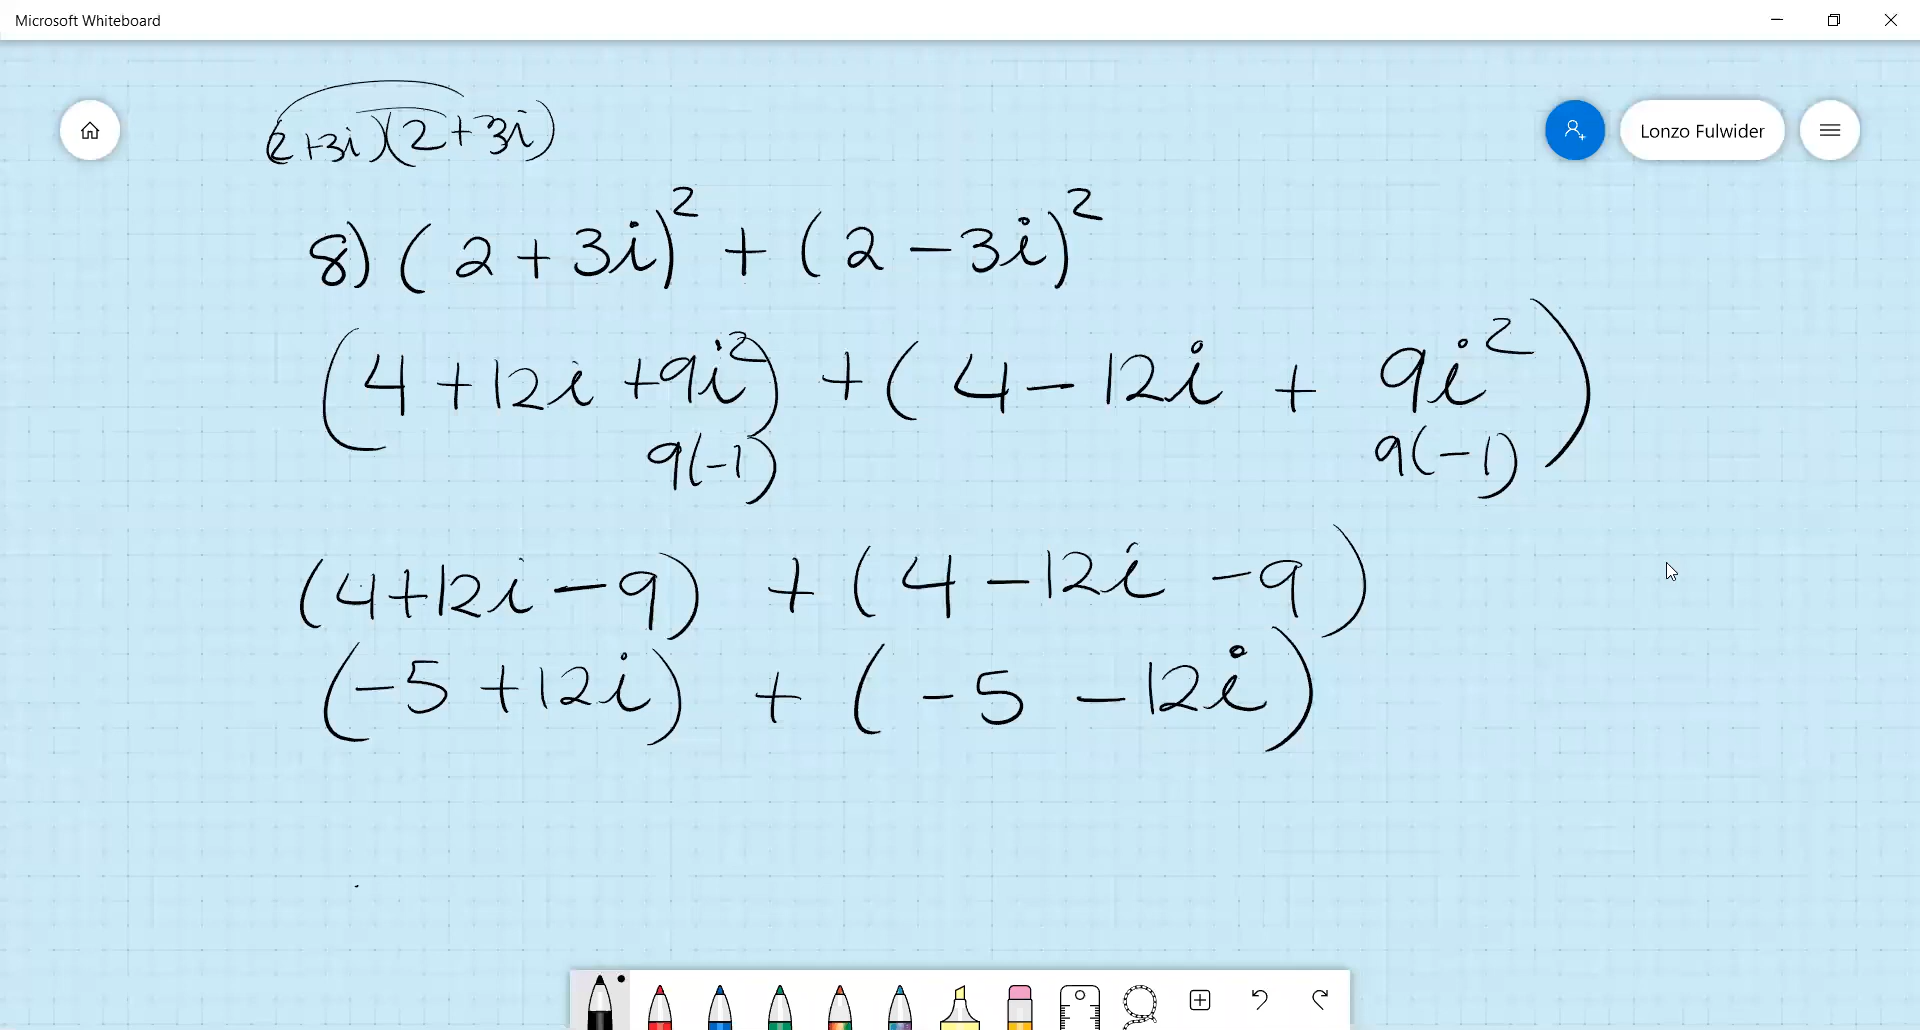 Microsoft Whiteboard
Lonzo Fulwider
(2+3i)(2+3i)
8) (2+3i)² + (2-3i)²
(4+12i+9i²) + (4-12i + 9i²)
9(-1) 9(-1)
(4+12i-9) + (4-12i-9)
(-5+12i) + (-5-12i)